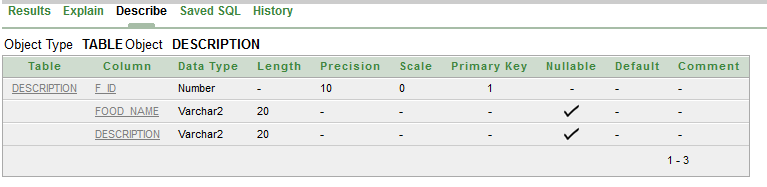 Results Explain Describe Saved SQL History
Object Type TABLE Object DESCRIPTION
Table Column Data Type Length Precision Scale Primary Key Nullable Default Comment
DESCRIPTION F_ID Number - 10 0 1 - - -
FOOD_NAME Varchar2 20 - - - - -
DESCRIPTION Varchar2 20 - - - - -
1 - 3